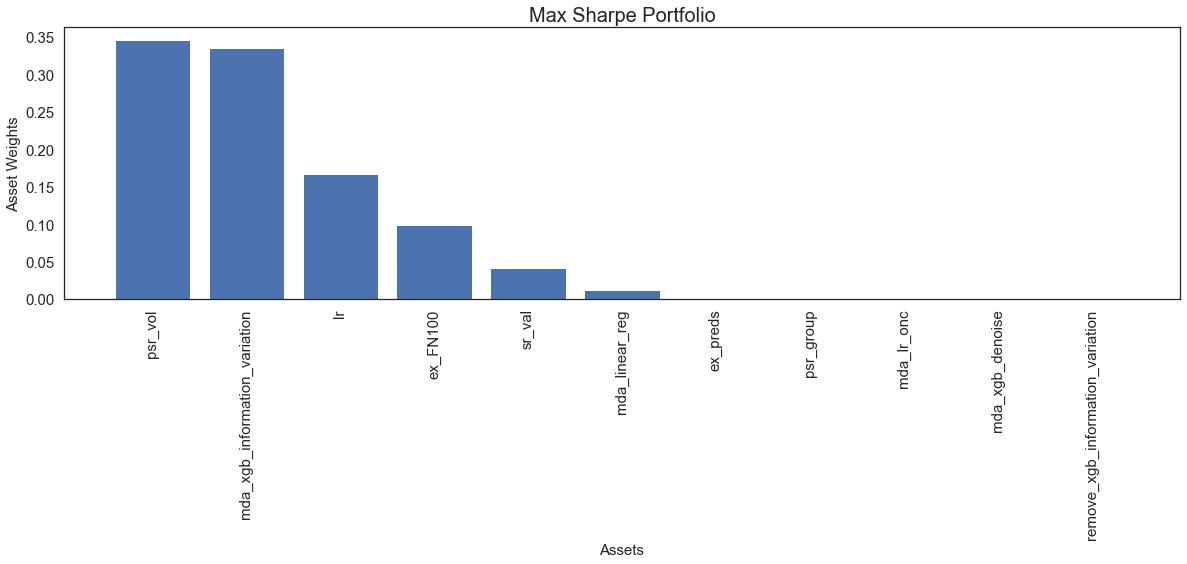 Max Sharpe Portfolio
Asset Weights
0.35
0.30
0.25
0.20
0.15
0.10
0.05
0.00
psr_vol
mda_xgb_information_variation
lr
ex_FN100
sr_val
mda_linear_reg
ex_preds
psr_group
mda_lr_onc
mda_xgb_denoise
remove_xgb_information_variation
Assets